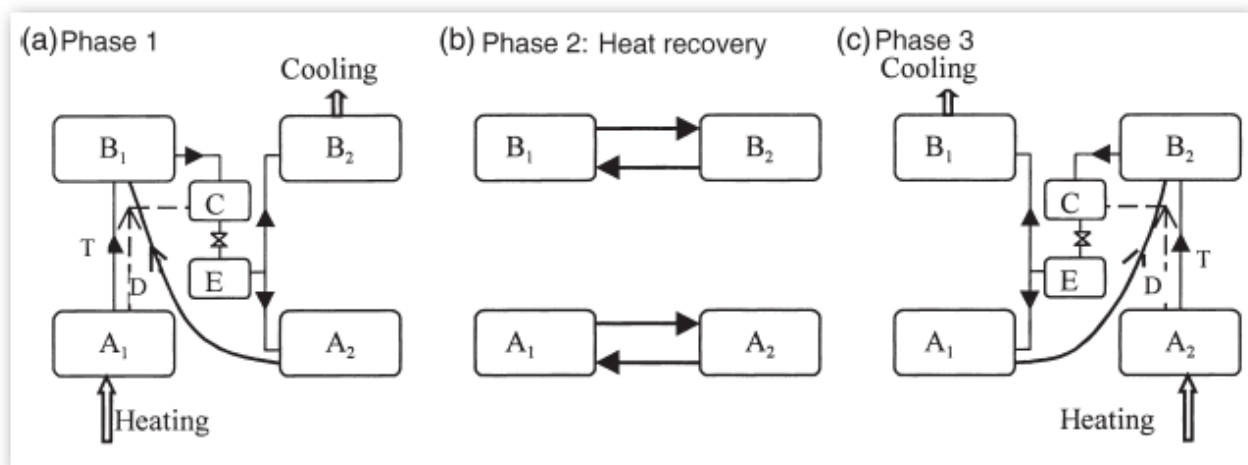 (a) Phase 1
Cooling
B₁
B₂
C
T
D
E
A₁
A₂
Heating
(b) Phase 2: Heat recovery
B₁
B₂
A₁
A₂
(c) Phase 3
Cooling
B₁
B₂
C
T
D
E
A₁
A₂
Heating